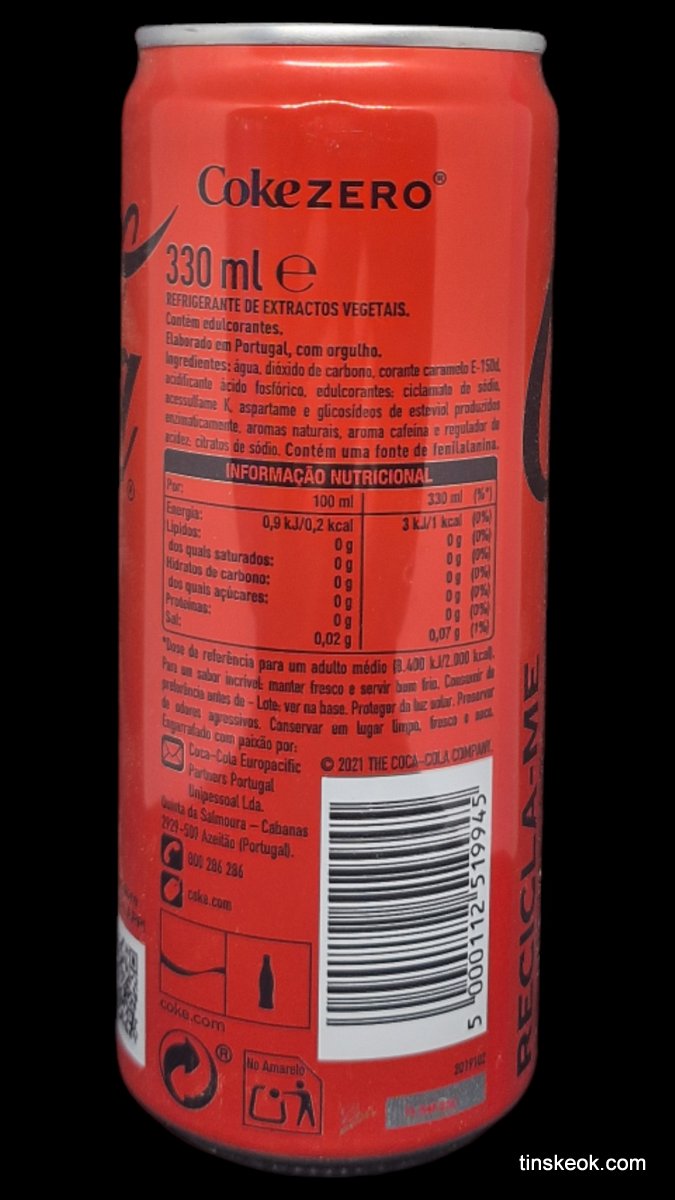 CokeZERO®
330 ml ℮
REFRIGERANTE DE EXTRACTOS VEGETAIS.
Contém edulcorantes.
Elaborado em Portugal, com orgulho.
Ingredientes: água, dióxido de carbono, corante caramelo E-150d,
acidificante ácido fosfórico, edulcorantes: ciclamato de sódio,
acessulfame K, aspartame e glicosídeos de esteviol produzidos
enzimaticamente, aromas naturais, aroma cafeína e regulador de
acidez: citratos de sódio. Contém uma fonte de fenilalanina.
INFORMAÇÃO NUTRICIONAL
Por: 100 ml 330 ml (%*)
Energia: 0,9 kJ/0,2 kcal 3 kJ/1 kcal (0%)
Lípidos: 0 g 0 g (0%)
dos quais saturados: 0 g 0 g (0%)
Hidratos de carbono: 0 g 0 g (0%)
dos quais açúcares: 0 g 0 g (0%)
Proteínas: 0 g 0 g (0%)
Sal: 0,02 g 0,07 g (1%)
*Dose de referência para um adulto médio (8.400 kJ/2.000 kcal).
Para um sabor incrível: manter fresco e servir bem frio. Consumir de
preferência antes de - Lote: ver na base. Proteger da luz solar. Preservar
de odores agressivos. Conservar em lugar limpo, fresco e seco.
Engarrafado com paixão por:
Coca-Cola Europacific
Partners Portugal
Unipessoal Lda.
Quinta da Salmoura – Cabanas
2929-509 Azeitão (Portugal).
800 286 286
coke.com
© 2021 THE COCA-COLA COMPANY.
5 000112 519945
RECICLA-ME
coke.com
®
No Amarelo
2019102
tinskeok.com